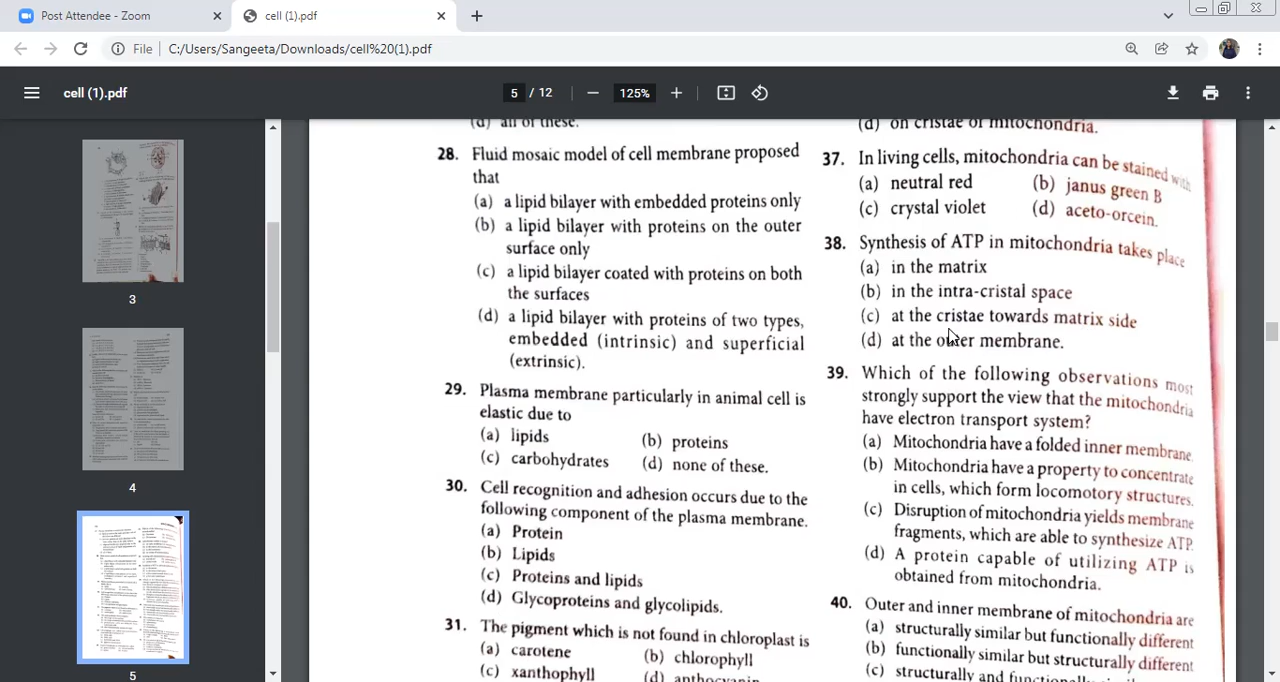 Post Attendee - Zoom
cell (1).pdf
File
C:/Users/Sangeeta/Downloads/cell%20(1).pdf
cell (1).pdf
5 / 12
125%
3
4
5
(d) all of these.
28. Fluid mosaic model of cell membrane proposed
that
(a) a lipid bilayer with embedded proteins only
(b) a lipid bilayer with proteins on the outer
surface only
(c) a lipid bilayer coated with proteins on both
the surfaces
(d) a lipid bilayer with proteins of two types,
embedded (intrinsic) and superficial
(extrinsic).
29. Plasma membrane particularly in animal cell is
elastic due to
(a) lipids (b) proteins
(c) carbohydrates (d) none of these.
30. Cell recognition and adhesion occurs due to the
following component of the plasma membrane.
(a) Protein
(b) Lipids
(c) Proteins and lipids
(d) Glycoproteins and glycolipids.
31. The pigment which is not found in chloroplast is
(a) carotene (b) chlorophyll
(c) xanthophyll (d) anthocyanin
(d) on cristae of mitochondria.
37. In living cells, mitochondria can be stained with
(a) neutral red (b) janus green B
(c) crystal violet (d) aceto-orcein.
38. Synthesis of ATP in mitochondria takes place
(a) in the matrix
(b) in the intra-cristal space
(c) at the cristae towards matrix side
(d) at the outer membrane.
39. Which of the following observations most
strongly support the view that the mitochondria
have electron transport system?
(a) Mitochondria have a folded inner membrane.
(b) Mitochondria have a property to concentrate
in cells, which form locomotory structures.
(c) Disruption of mitochondria yields membrane
fragments, which are able to synthesize ATP
(d) A protein capable of utilizing ATP is
obtained from mitochondria.
40. Outer and inner membrane of mitochondria are
(a) structurally similar but functionally different
(b) functionally similar but structurally different
(c) structurally and